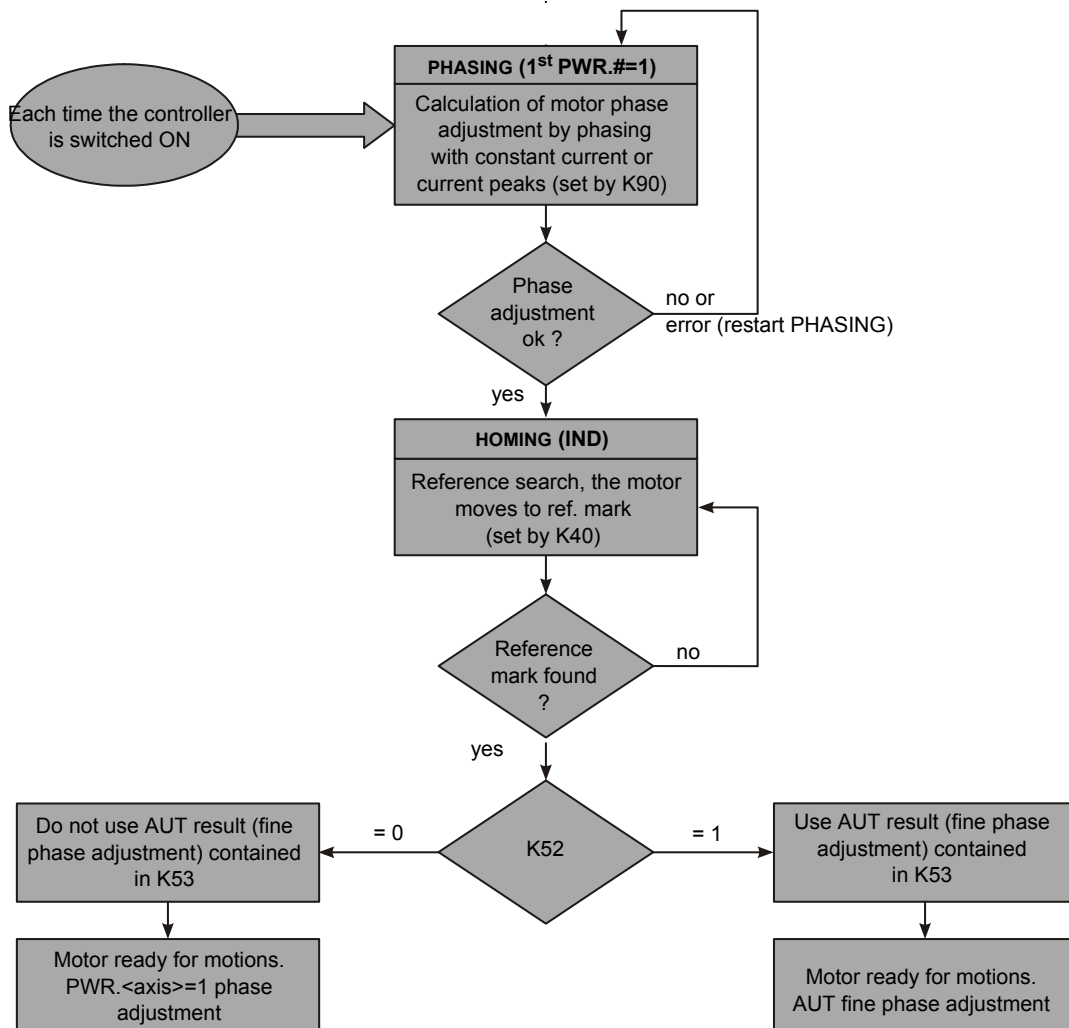 Each time the controller
is switched ON
PHASING (1st PWR.#=1)
Calculation of motor phase
adjustment by phasing
with constant current or
current peaks (set by K90)
Phase
adjustment
ok ?
no or
error (restart PHASING)
yes
HOMING (IND)
Reference search, the motor
moves to ref. mark
(set by K40)
Reference
mark found
?
no
yes
K52
= 0
= 1
Do not use AUT result (fine
phase adjustment) contained
in K53
Use AUT result (fine phase
adjustment) contained
in K53
Motor ready for motions.
PWR.<axis>=1 phase
adjustment
Motor ready for motions.
AUT fine phase adjustment